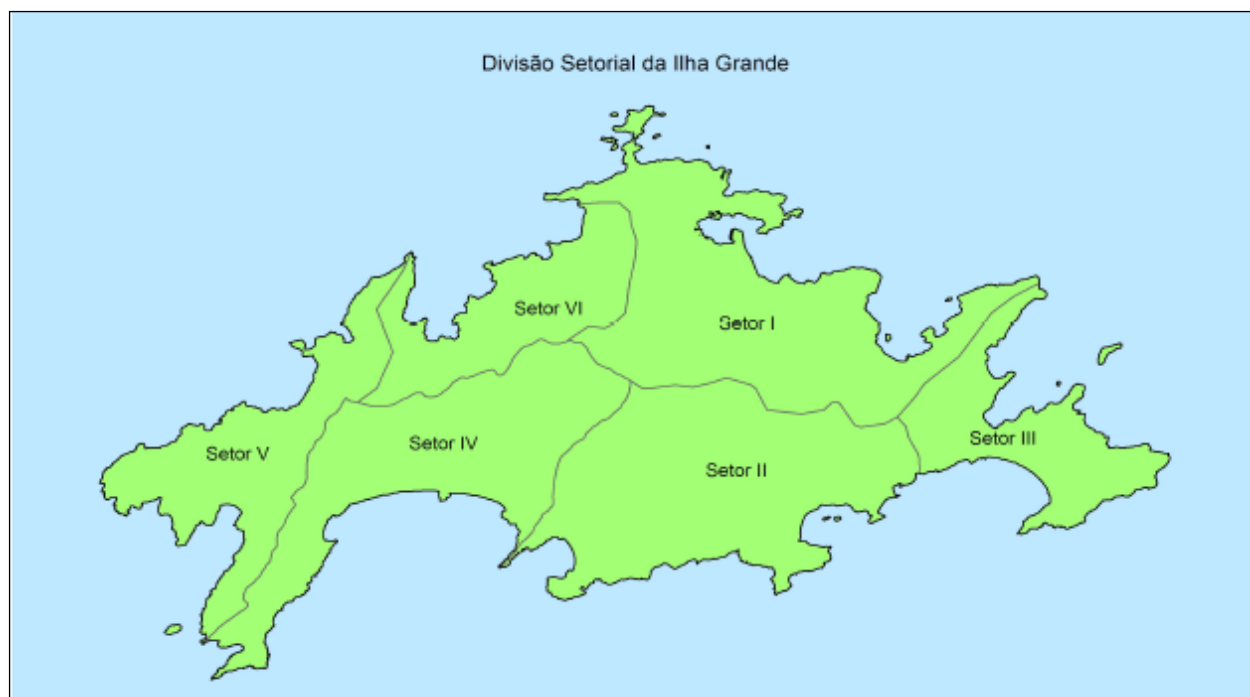 Divisão Setorial da Ilha Grande
Setor VI
Setor I
Setor V
Setor IV
Setor III
Setor II